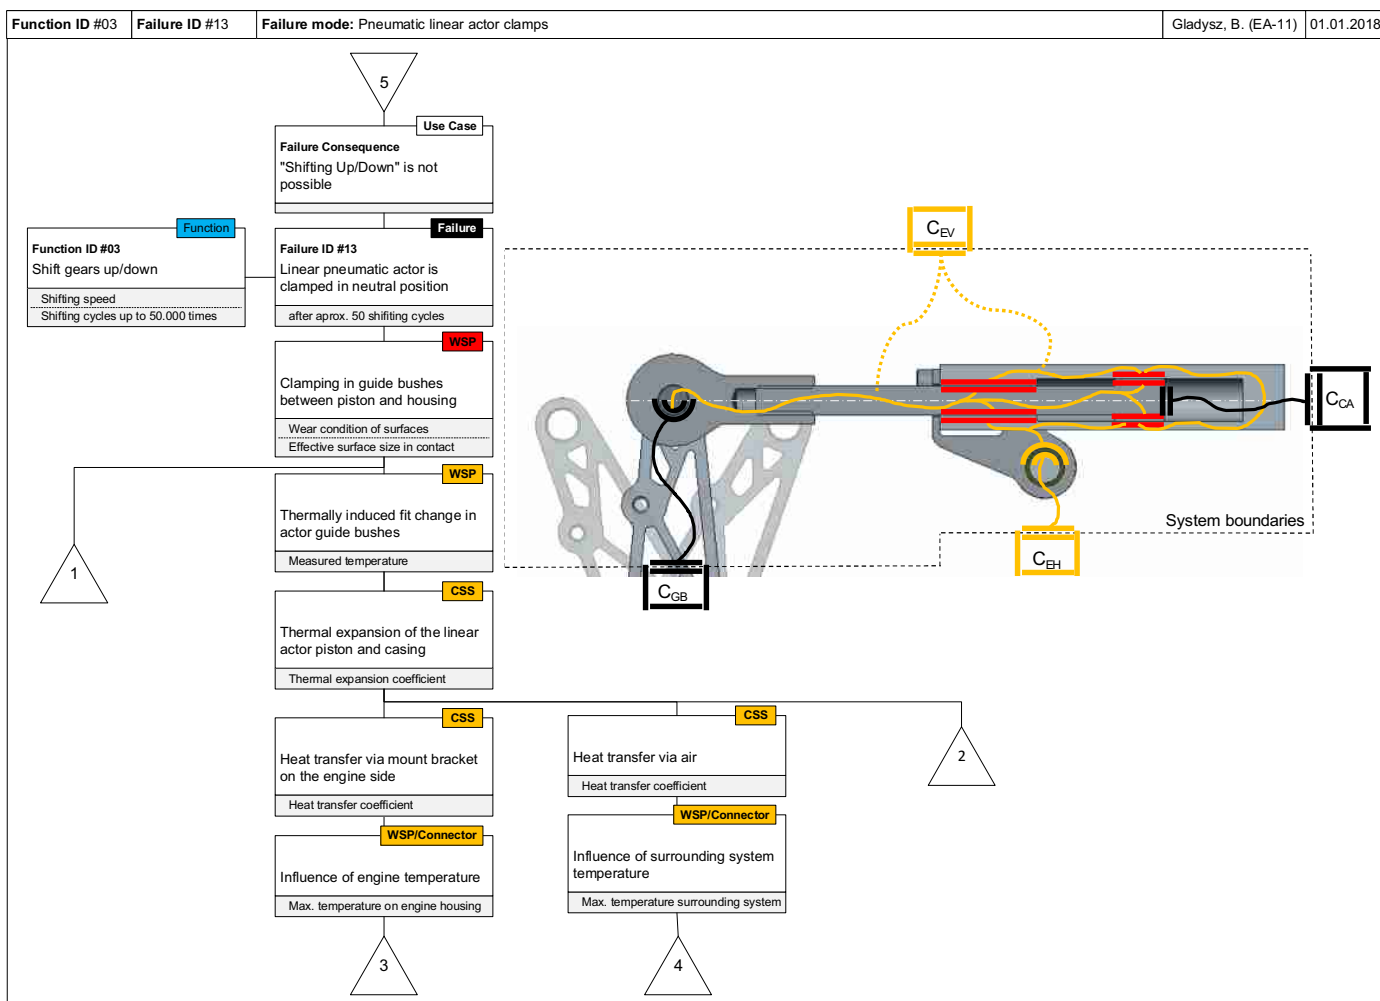 Function ID #03 Failure ID #13 Failure mode: Pneumatic linear actor clamps Gladysz, B. (EA-11) 01.01.2018
5
Use Case
Failure Consequence
"Shifting Up/Down" is not
possible
Function
Function ID #03
Shift gears up/down
Shifting speed
Shifting cycles up to 50.000 times
Failure
Failure ID #13
Linear pneumatic actor is
clamped in neutral position
after aprox. 50 shifiting cycles
WSP
Clamping in guide bushes
between piston and housing
Wear condition of surfaces
Effective surface size in contact
1
WSP
Thermally induced fit change in
actor guide bushes
Measured temperature
CSS
Thermal expansion of the linear
actor piston and casing
Thermal expansion coefficient
CSS
Heat transfer via mount bracket
on the engine side
Heat transfer coefficient
CSS
Heat transfer via air
Heat transfer coefficient
2
WSP/Connector
Influence of engine temperature
Max. temperature on engine housing
WSP/Connector
Influence of surrounding system
temperature
Max. temperature surrounding system
3
4
CEV
CCA
System boundaries
CEH
CGB